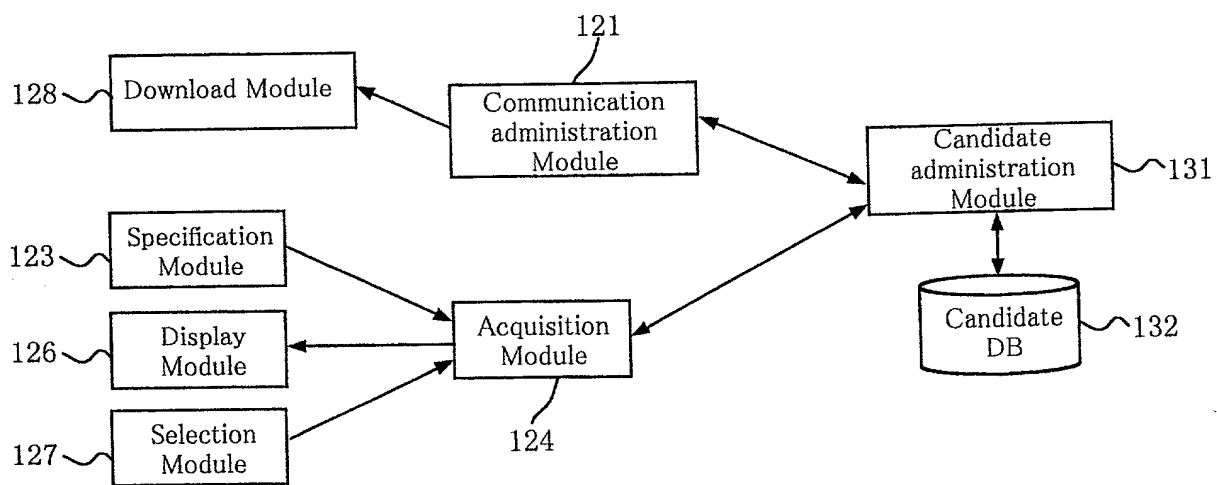 121
128
Download Module
Communication
administration
Module
Candidate
administration
Module
131
123
Specification
Module
126
Display
Module
Acquisition
Module
124
Candidate
DB
132
127
Selection
Module